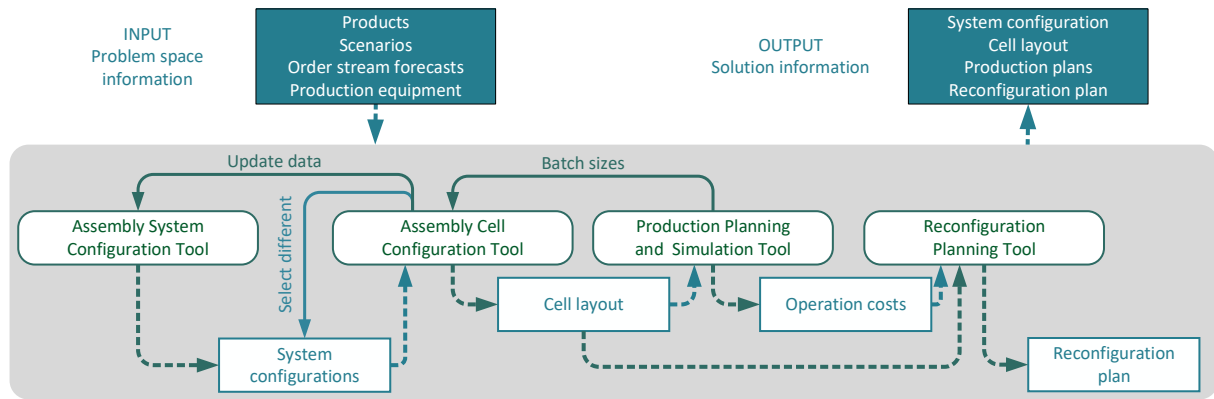 INPUT
Problem space
information
Products
Scenarios
Order stream forecasts
Production equipment
OUTPUT
Solution information
System configuration
Cell layout
Production plans
Reconfiguration plan
Update data
Batch sizes
Assembly System
Configuration Tool
Select different
Assembly Cell
Configuration Tool
Production Planning
and Simulation Tool
Reconfiguration
Planning Tool
Cell layout
Operation costs
System
configurations
Reconfiguration
plan